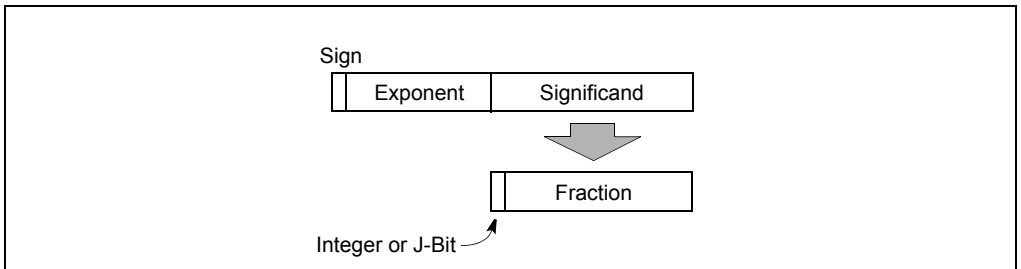 Sign
Exponent Significand
Fraction
Integer or J-Bit